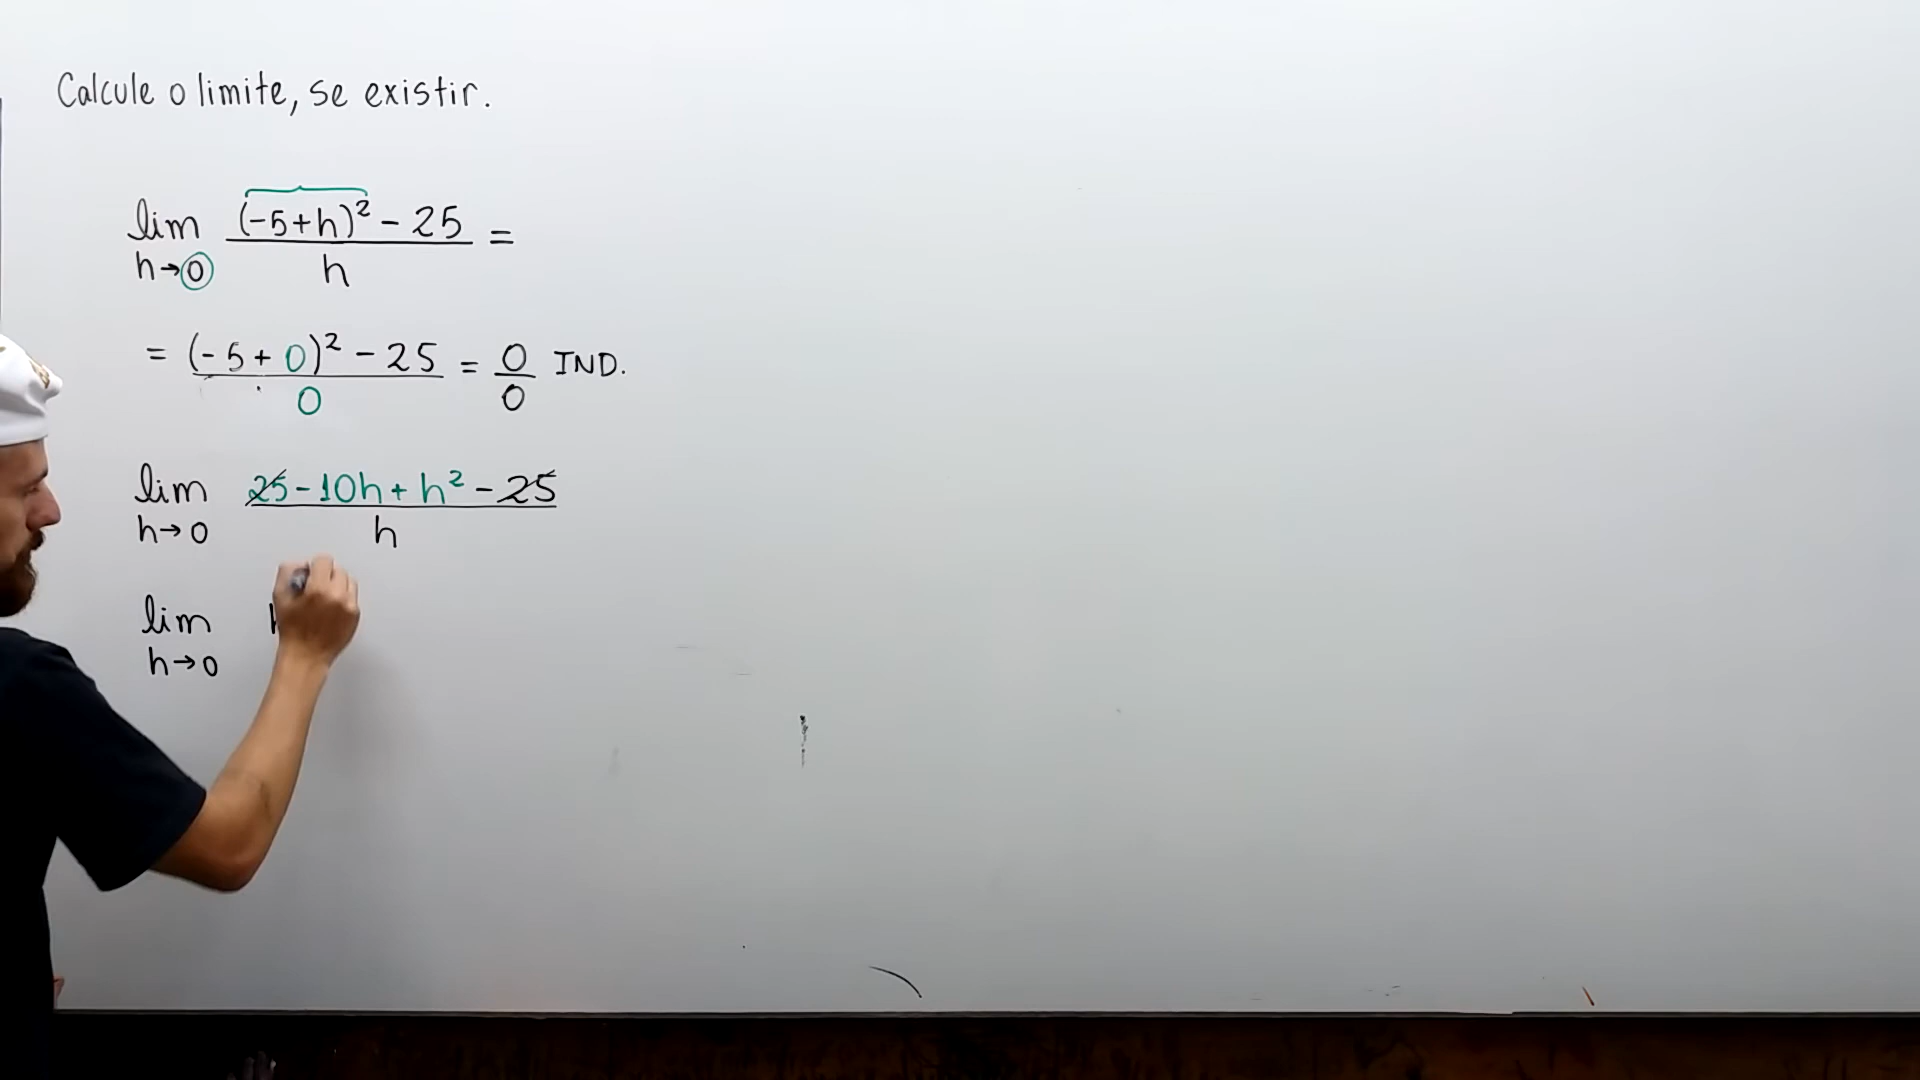 Calcule o limite, se existir.
lim h→0 (-5+h)² - 25 / h =
= (-5 + 0)² - 25 / 0 = 0/0 IND.
lim h→0 25 - 10h + h² - 25 / h
lim h→0